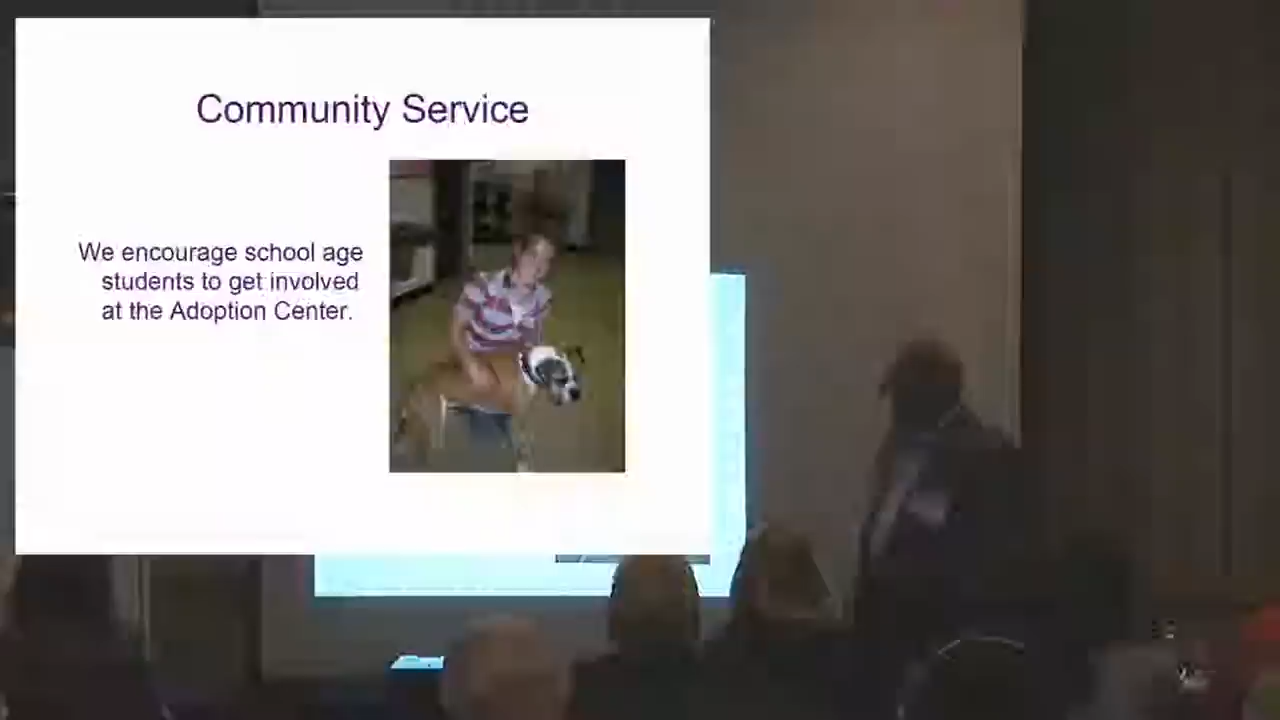 Community Service
We encourage school age
students to get involved
at the Adoption Center.